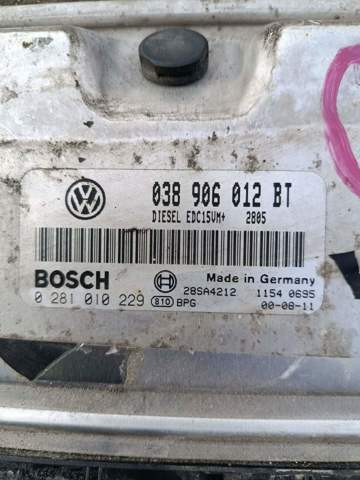 038 906 012 BT
DIESEL EDC15VM+ 2805
BOSCH
Made in Germany
0 281 010 229
810 BPG
28SA4212 1154 0695
00-08-11